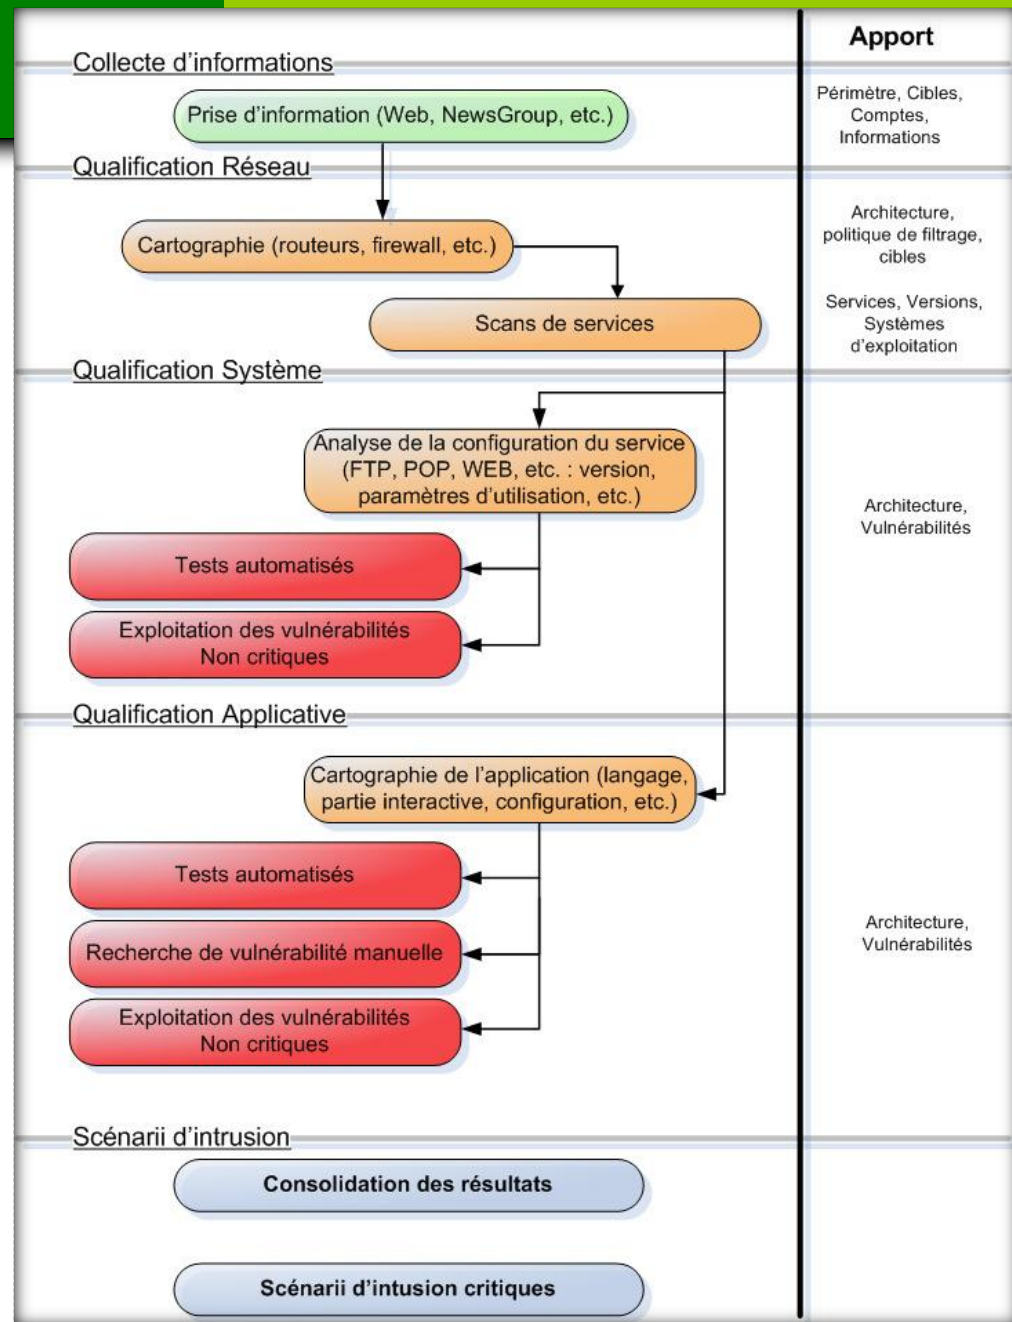 Apport
Collecte d'informations
Prise d'information (Web, NewsGroup, etc.)
Périmètre, Cibles,
Comptes,
Informations
Qualification Réseau
Cartographie (routeurs, firewall, etc.)
Architecture,
politique de filtrage,
cibles
Scans de services
Services, Versions,
Systèmes
d'exploitation
Qualification Système
Analyse de la configuration du service
(FTP, POP, WEB, etc. : version,
paramètres d'utilisation, etc.)
Architecture,
Vulnérabilités
Tests automatisés
Exploitation des vulnérabilités
Non critiques
Qualification Applicative
Cartographie de l'application (langage,
partie interactive, configuration, etc.)
Tests automatisés
Recherche de vulnérabilité manuelle
Architecture,
Vulnérabilités
Exploitation des vulnérabilités
Non critiques
Scénarii d'intrusion
Consolidation des résultats
Scénarii d'intusion critiques